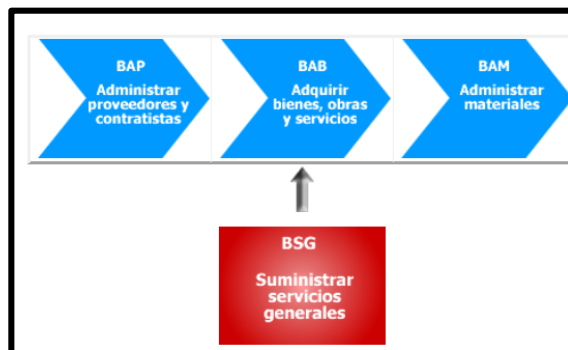 BAP
Administrar
proveedores y
contratistas
BAB
Adquirir
bienes, obras
y servicios
BAM
Administrar
materiales
BSG
Suministrar
servicios
generales